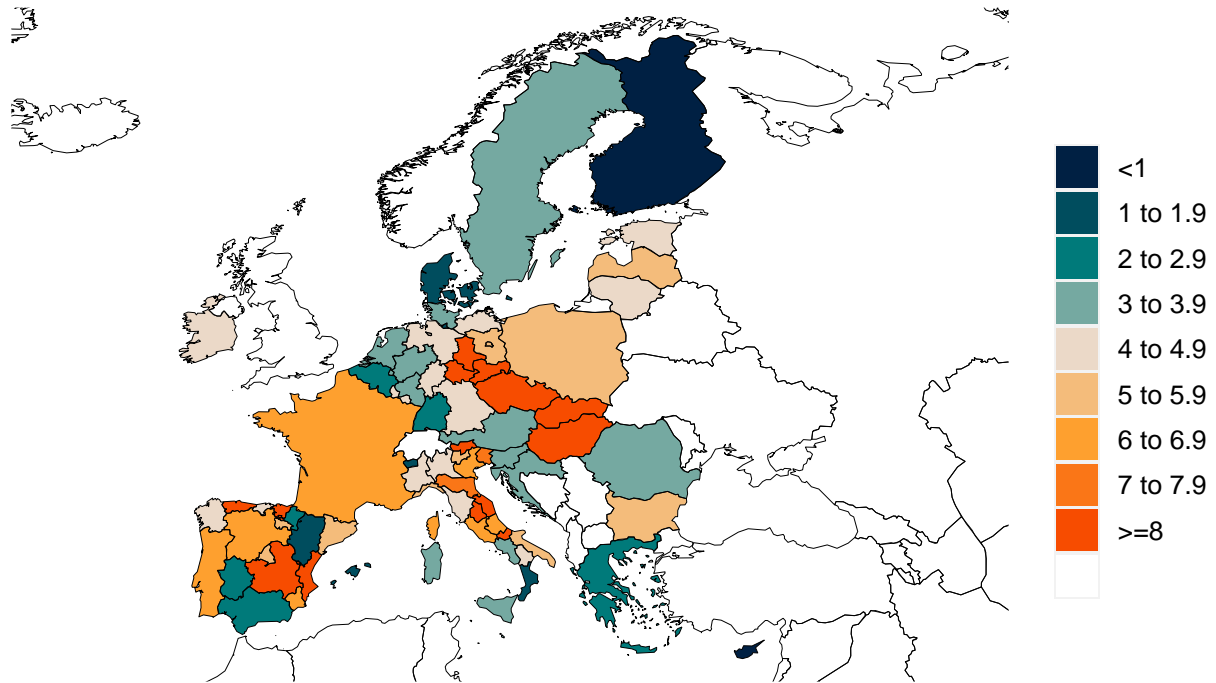 <1
1 to 1.9
2 to 2.9
3 to 3.9
4 to 4.9
5 to 5.9
6 to 6.9
7 to 7.9
>=8